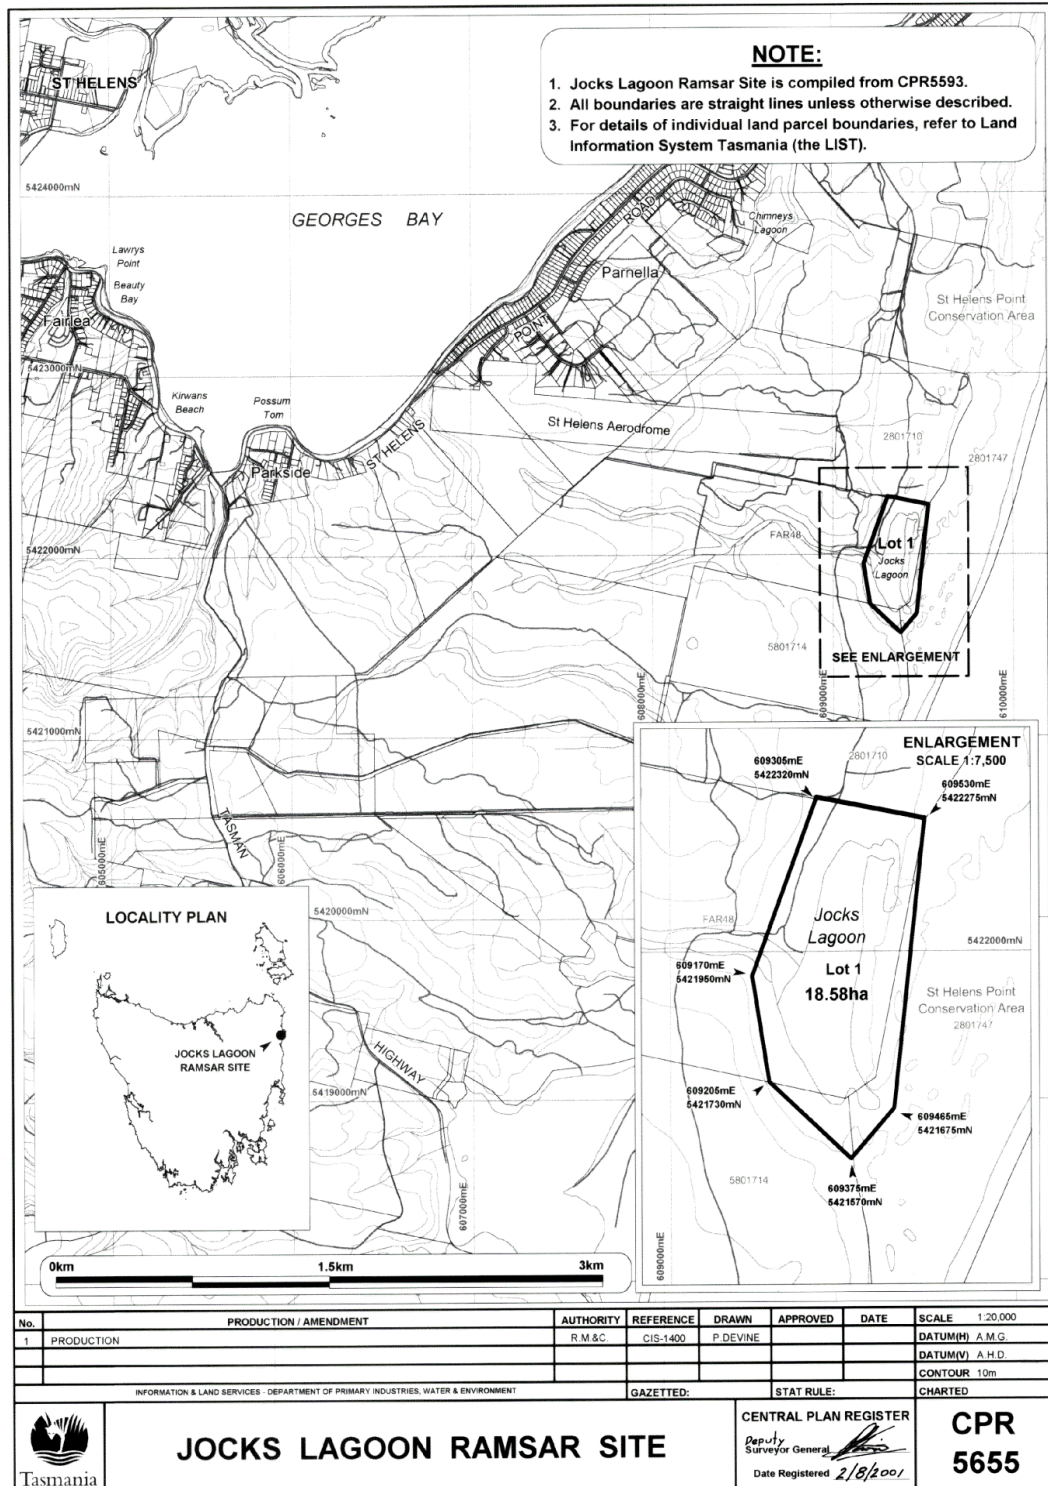 NOTE:
1. Jocks Lagoon Ramsar Site is compiled from CPR5593.
2. All boundaries are straight lines unless otherwise described.
3. For details of individual land parcel boundaries, refer to Land
Information System Tasmania (the LIST).
ST HELENS
5424000mN
GEORGES BAY
ROAD
Chimneys
Lagoon
Lawrys
Point
Beauty
Bay
Parnella
Fairlea
St Helens Point
Conservation Area
POINT
5423000mN
Kirwans
Beach
Possum
Tom
ST HELENS
St Helens Aerodrome
2801710
2801747
Parkside
5422000mN
FAR48
Lot 1
Jocks
Lagoon
5801714
SEE ENLARGEMENT
608000mE
609000mE
610000mE
5421000mN
TASMAN
605000mE
606000mE
ENLARGEMENT
SCALE 1:7,500
2801710
609305mE
5422320mN
609530mE
5422275mN
Jocks
Lagoon
FAR48
5422000mN
609170mE
5421950mN
Lot 1
18.58ha
St Helens Point
Conservation Area
2801747
609205mE
5421730mN
609465mE
5421675mN
5801714
609375mE
5421570mN
609000mE
LOCALITY PLAN
5420000mN
JOCKS LAGOON
RAMSAR SITE
HIGHWAY
5419000mN
607000mE
0km 1.5km 3km
No. PRODUCTION / AMENDMENT AUTHORITY REFERENCE DRAWN APPROVED DATE SCALE 1:20,000
1 PRODUCTION R.M.&C. CIS-1400 P.DEVINE DATUM(H) A.M.G.
DATUM(V) A.H.D.
CONTOUR 10m
INFORMATION & LAND SERVICES - DEPARTMENT OF PRIMARY INDUSTRIES, WATER & ENVIRONMENT GAZETTED: STAT RULE: CHARTED
Tasmania
JOCKS LAGOON RAMSAR SITE
CENTRAL PLAN REGISTER
Deputy
Surveyor General
Date Registered 2/8/2001
CPR
5655